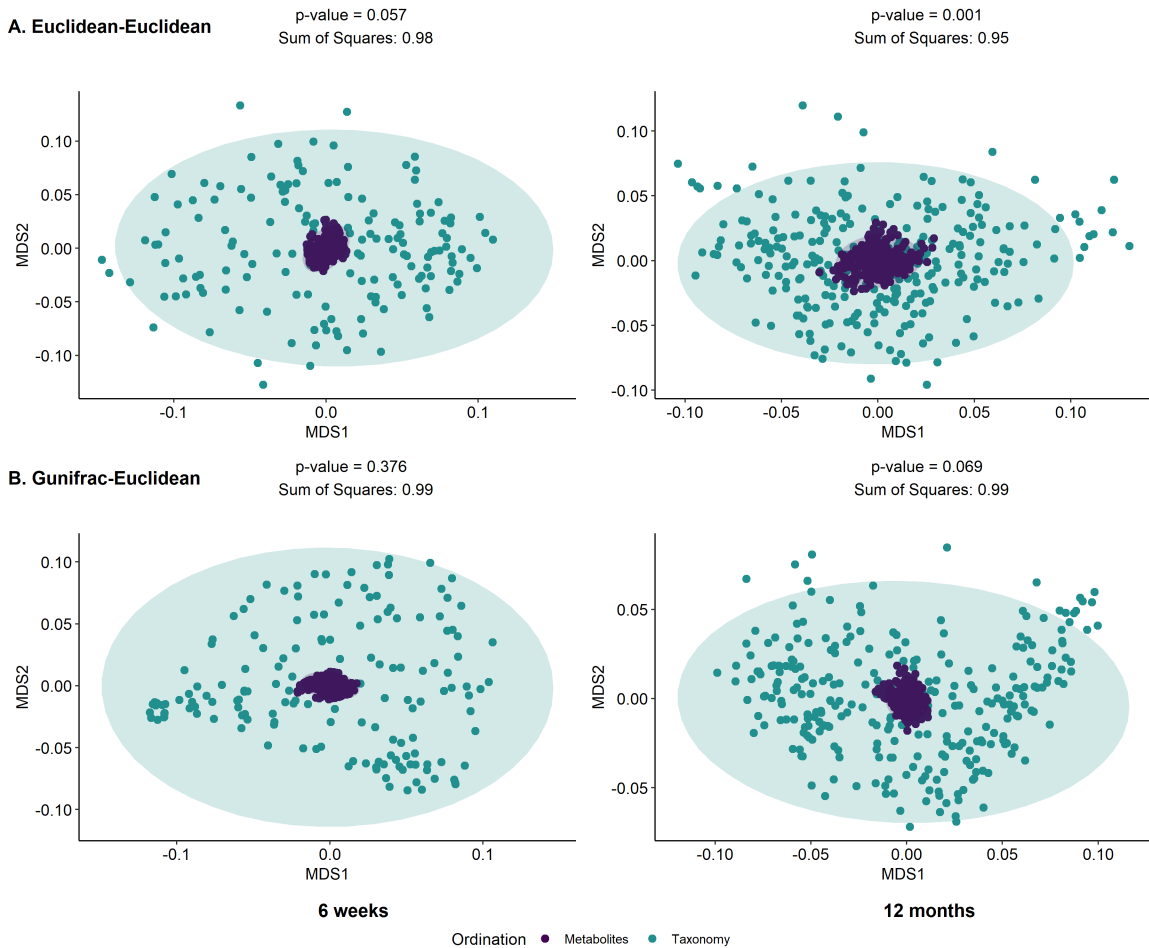 A. Euclidean-Euclidean
p-value = 0.057
Sum of Squares: 0.98
p-value = 0.001
Sum of Squares: 0.95
MDS2
0.10
0.05
0.00
-0.05
-0.10
-0.1 0.0 0.1
MDS1
MDS2
0.10
0.05
0.00
-0.05
-0.10
-0.10 -0.05 0.00 0.05 0.10
MDS1
B. Gunifrac-Euclidean
p-value = 0.376
Sum of Squares: 0.99
p-value = 0.069
Sum of Squares: 0.99
MDS2
0.10
0.05
0.00
-0.05
-0.10
-0.1 0.0 0.1
MDS1
MDS2
0.05
0.00
-0.05
-0.10 -0.05 0.00 0.05 0.10
MDS1
6 weeks
12 months
Ordination Metabolites Taxonomy